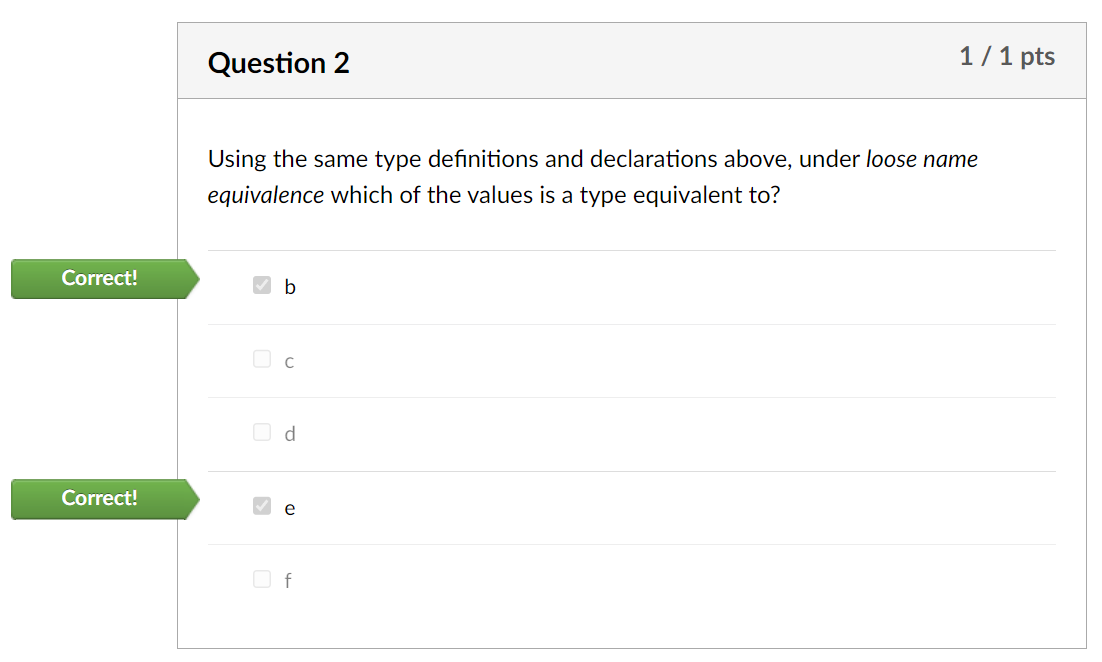 Question 2
1 / 1 pts
Using the same type definitions and declarations above, under loose name
equivalence which of the values is a type equivalent to?
Correct!
b
c
d
Correct!
e
f